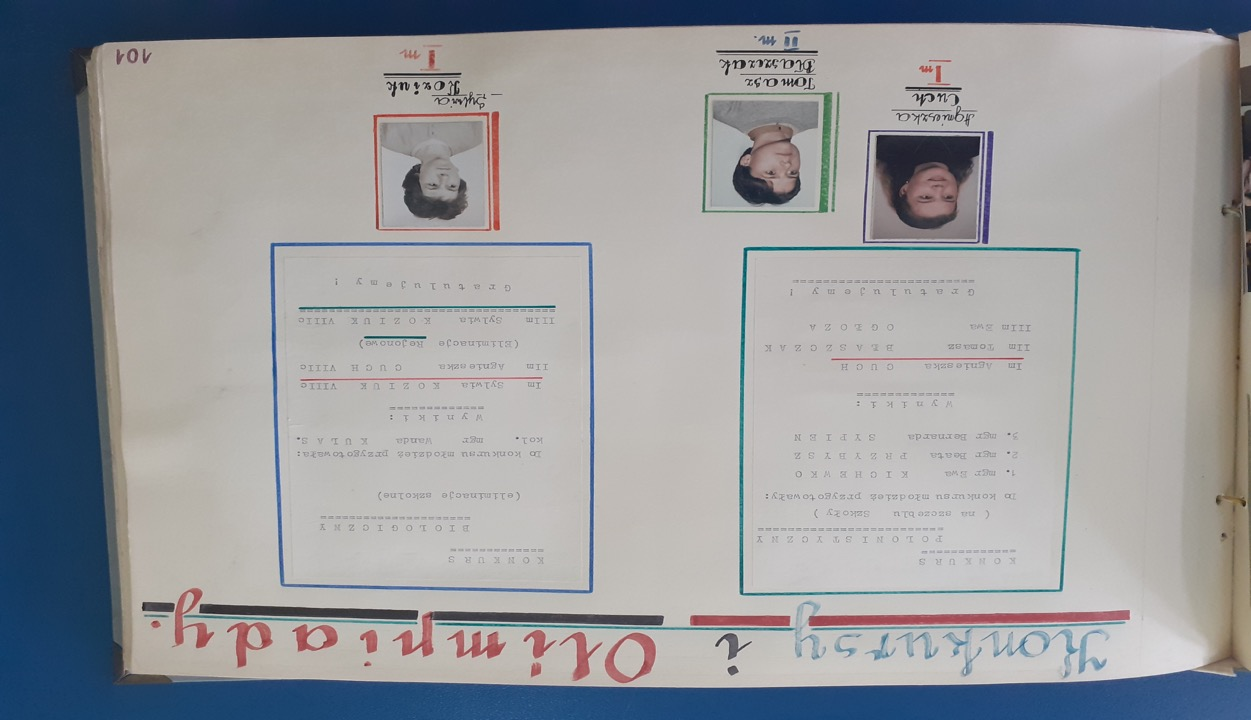 Konkursy i Olimpiady.
KONKURS
POLONISTYCZNY
( na szczeblu Szkoły )
Do konkursu młodzież przygotowały:
1. mgr Ewa KICHEWKO
2. mgr Beata PRZYBYSZ
3. mgr Bernarda SYPIEN
Wyniki:
Im Agnieszka CUCH
IIm Tomasz BŁASZCZAK
IIIm Ewa OGŁOZA
Gratulujemy !
KONKURS
BIOLOGICZNY
(eliminacje szkolne)
Do konkursu młodzież przygotowała:
kol. mgr Wanda KULAS.
Wyniki:
Im Sylwia KOZIUK VIIIc
IIm Agnieszka CUCH VIIIc
(Eliminacje Rejonowe)
IIIm Sylwia KOZIUK VIIIc
Gratulujemy !
Agnieszka
Cuch
I m
Tomasz
Błaszczak
II m.
Sylwia
Koziuk
I m
101